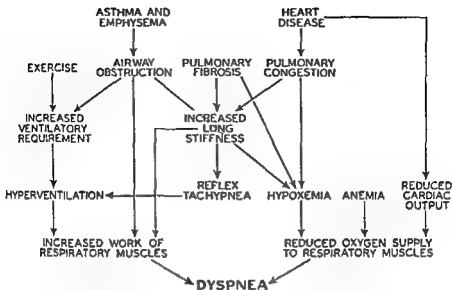 ASTHMA AND
EMPHYSEMA
HEART
DISEASE
EXERCISE
AIRWAY
OBSTRUCTION
PULMONARY
FIBROSIS
PULMONARY
CONGESTION
INCREASED
VENTILATORY
REQUIREMENT
INCREASED
LUNG
STIFFNESS
HYPERVENTILATION
REFLEX
TACHYPNEA
HYPOXEMIA
ANEMIA
REDUCED
CARDIAC
OUTPUT
INCREASED WORK OF
RESPIRATORY MUSCLES
REDUCED OXYGEN SUPPLY
TO RESPIRATORY MUSCLES
DYSPNEA